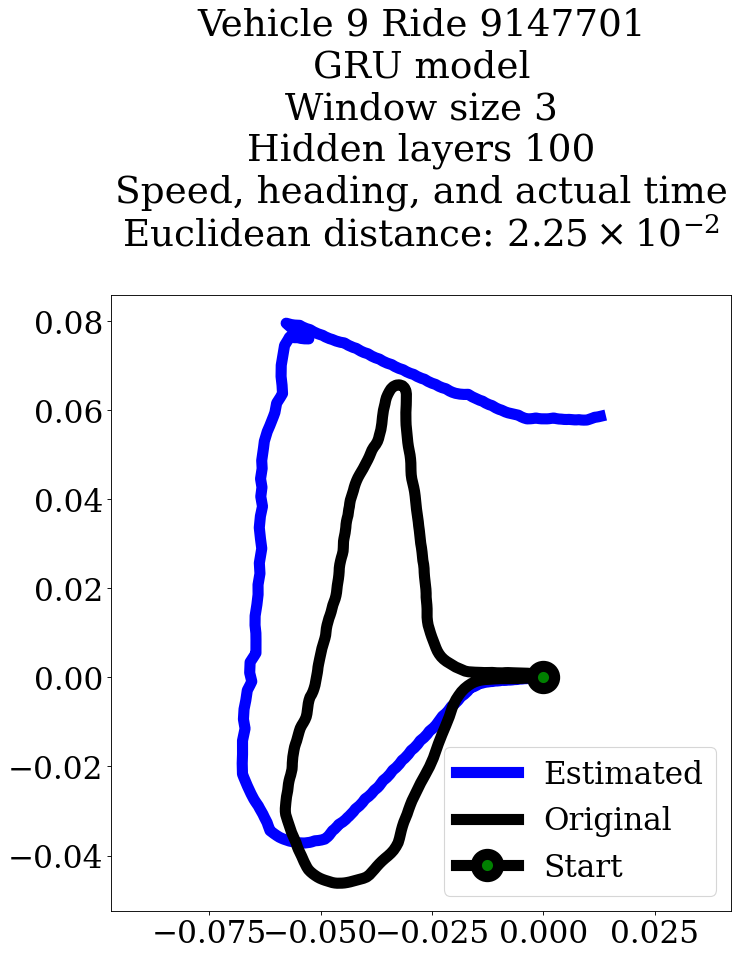 Vehicle 9 Ride 9147701
GRU model
Window size 3
Hidden layers 100
Speed, heading, and actual time
Euclidean distance: 2.25 × 10⁻²
0.08
0.06
0.04
0.02
0.00
−0.02
−0.04
Estimated
Original
Start
−0.075 −0.050 −0.025 0.000 0.025